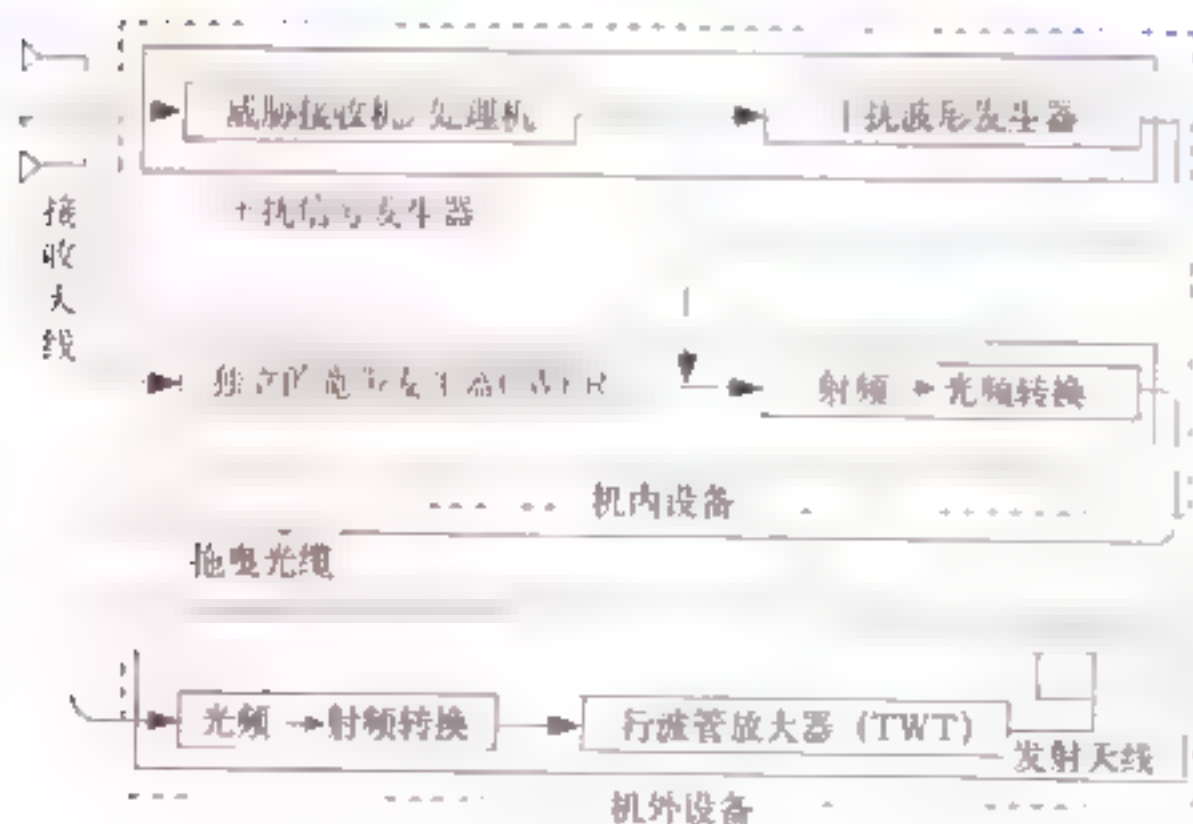 威胁接收机/处理机
干扰波形发生器
干扰信号发生器
接收天线
射频→光频转换
机内设备
拖曳光缆
光频→射频转换
行波管放大器 (TWT)
发射天线
机外设备